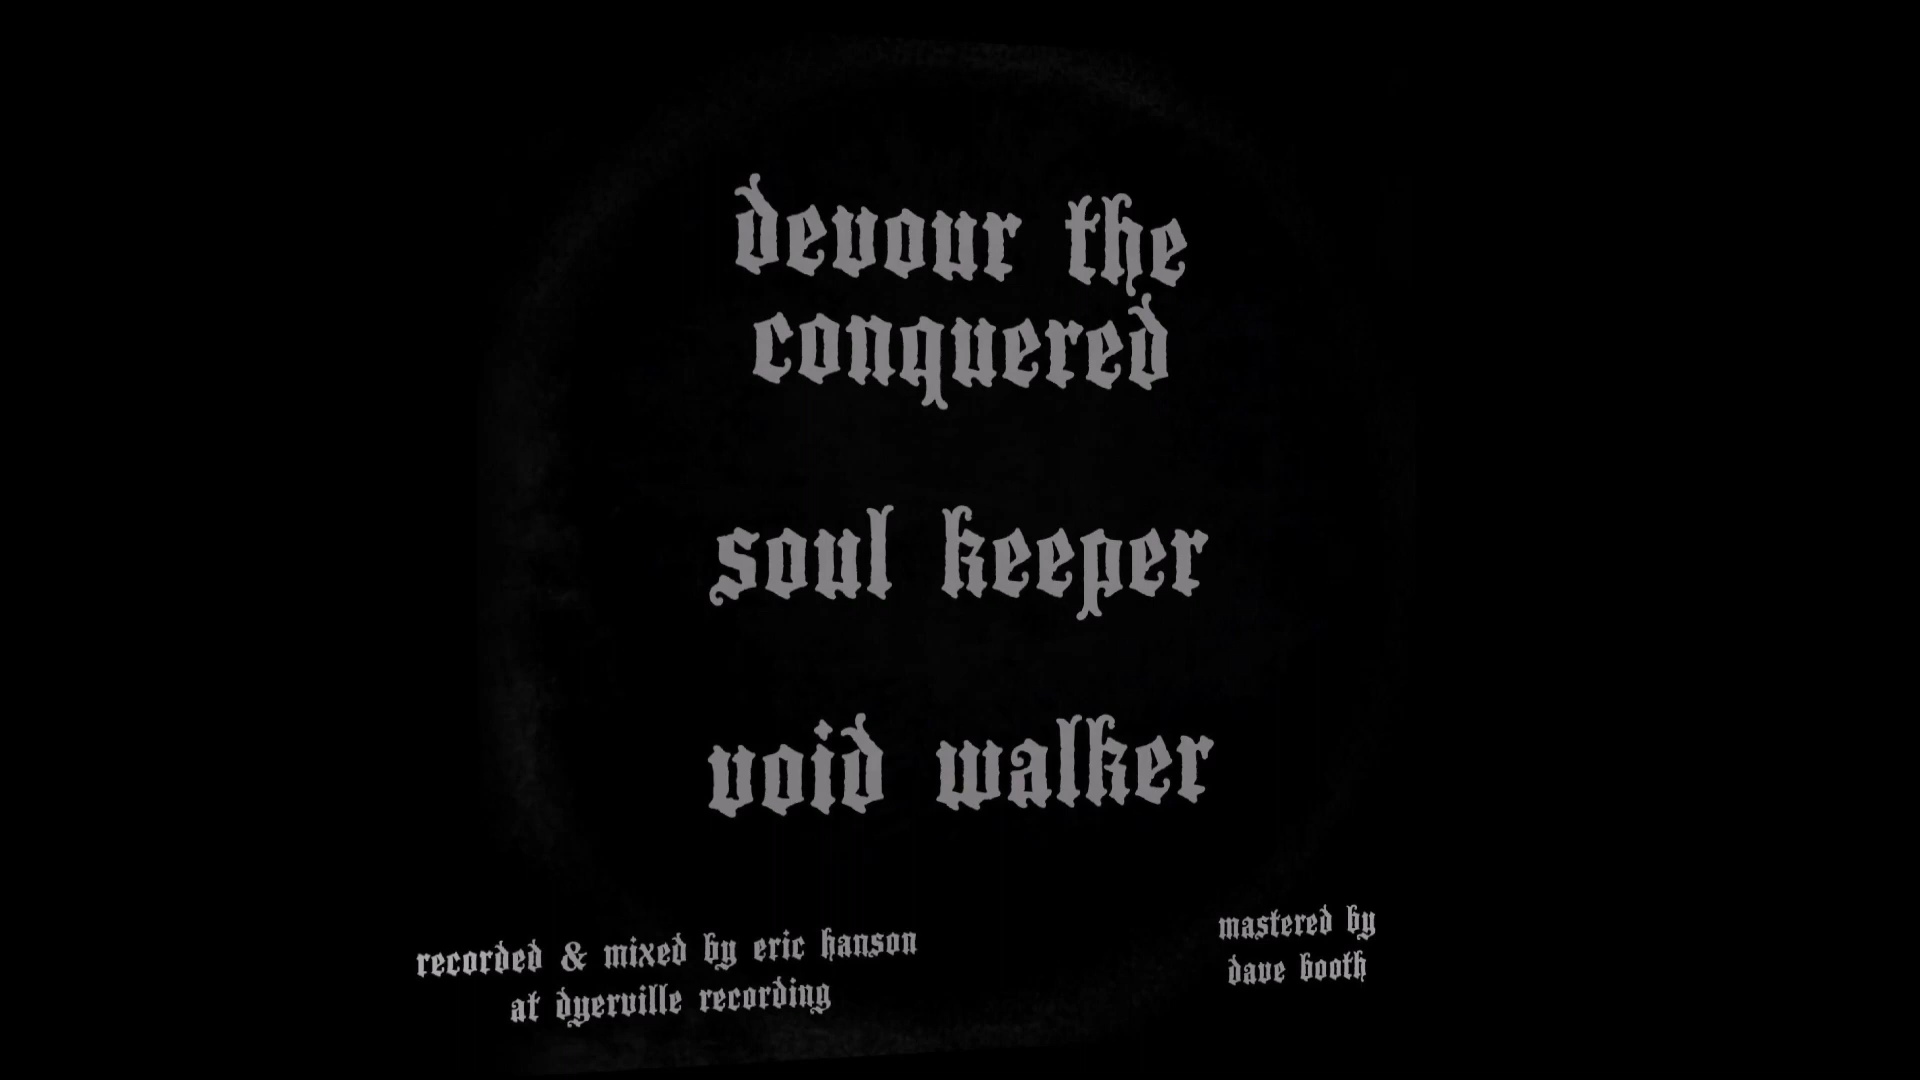 devour the
conquered
soul keeper
void walker
recorded & mixed by eric hanson
at dyerville recording
mastered by
dave booth